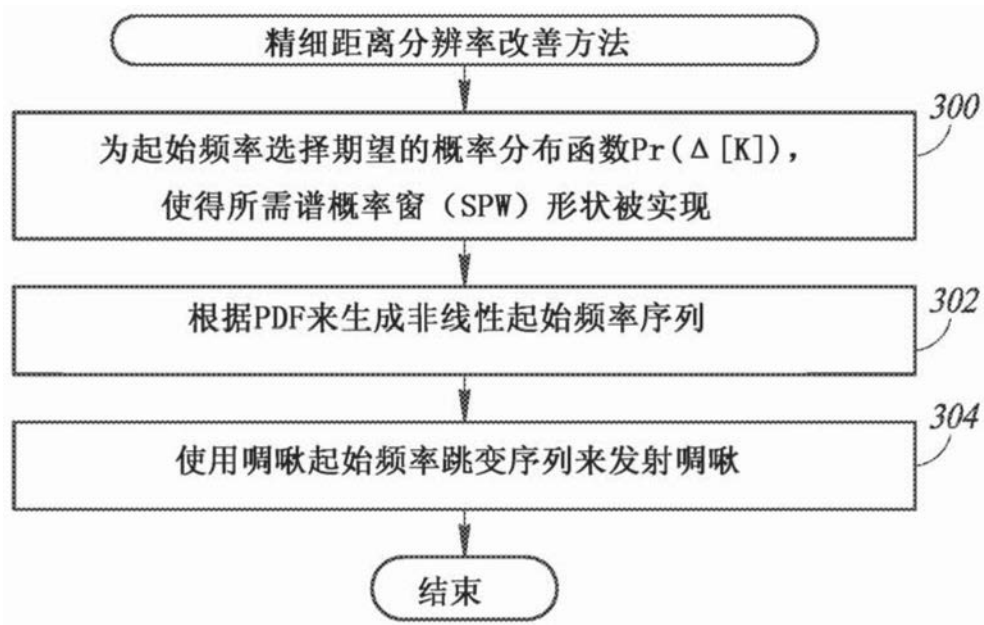 精细距离分辨率改善方法
300
为起始频率选择期望的概率分布函数Pr(Δ[K]),
使得所需谱概率窗（SPW）形状被实现
302
根据PDF来生成非线性起始频率序列
304
使用啁啾起始频率跳变序列来发射啁啾
结束